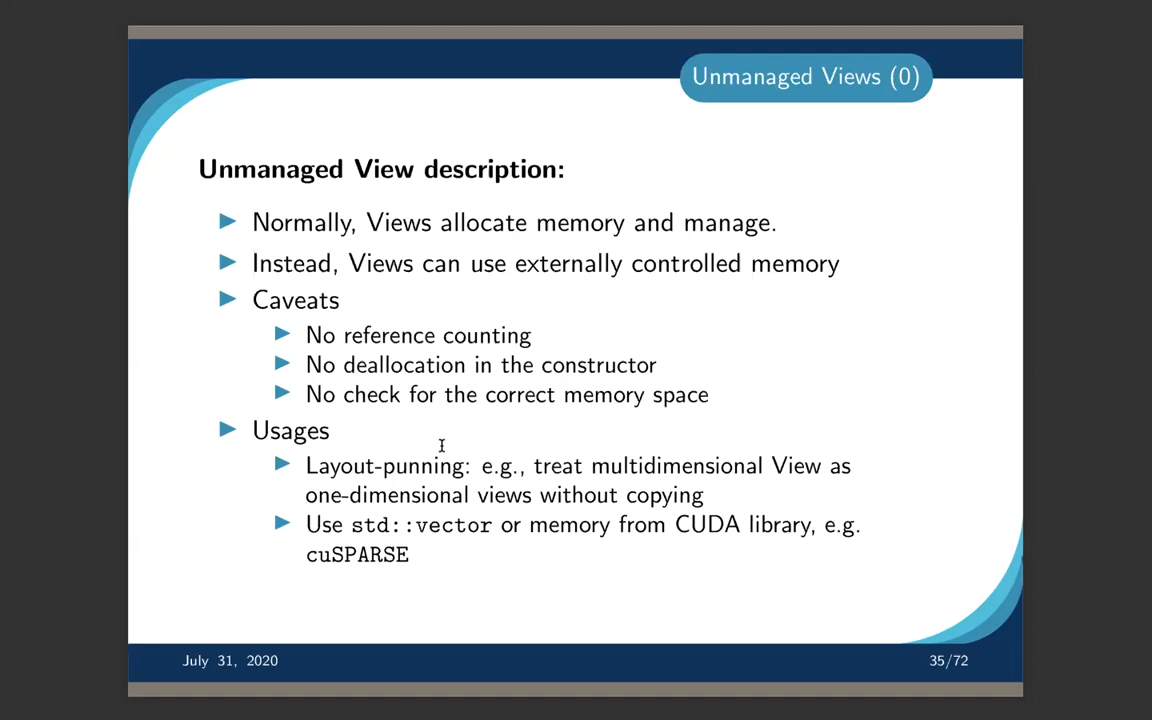 Unmanaged Views (0)
Unmanaged View description:
Normally, Views allocate memory and manage.
Instead, Views can use externally controlled memory
Caveats
No reference counting
No deallocation in the constructor
No check for the correct memory space
Usages
Layout-punning: e.g., treat multidimensional View as
one-dimensional views without copying
Use std::vector or memory from CUDA library, e.g.
cuSPARSE
July 31, 2020
35/72